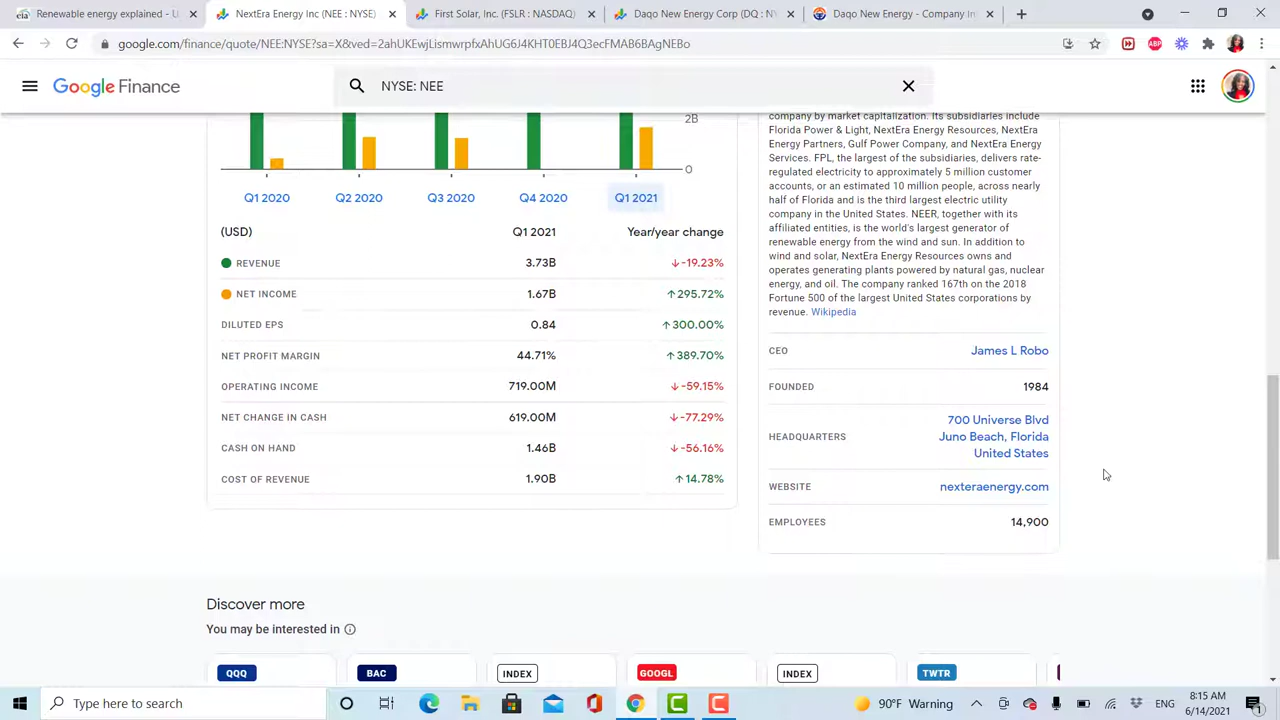 Renewable energy explained - U
NextEra Energy Inc (NEE : NYSE)
First Solar, Inc. (FSLR : NASDAQ)
Daqo New Energy Corp (DQ : NY
Daqo New Energy - Company In
google.com/finance/quote/NEE:NYSE?sa=X&ved=2ahUKEwjLismmrpfxAhUG6J4KHT0EBJ4Q3ecFMAB6BAgNEBo
Google Finance
NYSE: NEE
2B
0
Q1 2020 Q2 2020 Q3 2020 Q4 2020 Q1 2021
(USD) Q1 2021 Year/year change
REVENUE 3.73B ↓-19.23%
NET INCOME 1.67B ↑295.72%
DILUTED EPS 0.84 ↑300.00%
NET PROFIT MARGIN 44.71% ↑389.70%
OPERATING INCOME 719.00M ↓-59.15%
NET CHANGE IN CASH 619.00M ↓-77.29%
CASH ON HAND 1.46B ↓-56.16%
COST OF REVENUE 1.90B ↑14.78%
company by market capitalization. Its subsidiaries include
Florida Power & Light, NextEra Energy Resources, NextEra
Energy Partners, Gulf Power Company, and NextEra Energy
Services. FPL, the largest of the subsidiaries, delivers rate-
regulated electricity to approximately 5 million customer
accounts, or an estimated 10 million people, across nearly
half of Florida and is the third largest electric utility
company in the United States. NEER, together with its
affiliated entities, is the world's largest generator of
renewable energy from the wind and sun. In addition to
wind and solar, NextEra Energy Resources owns and
operates generating plants powered by natural gas, nuclear
energy, and oil. The company ranked 167th on the 2018
Fortune 500 of the largest United States corporations by
revenue. Wikipedia
CEO James L Robo
FOUNDED 1984
HEADQUARTERS 700 Universe Blvd
Juno Beach, Florida
United States
WEBSITE nexteraenergy.com
EMPLOYEES 14,900
Discover more
You may be interested in
QQQ BAC INDEX GOOGL INDEX TWTR
Type here to search
90°F Warning
ENG
8:15 AM
6/14/2021